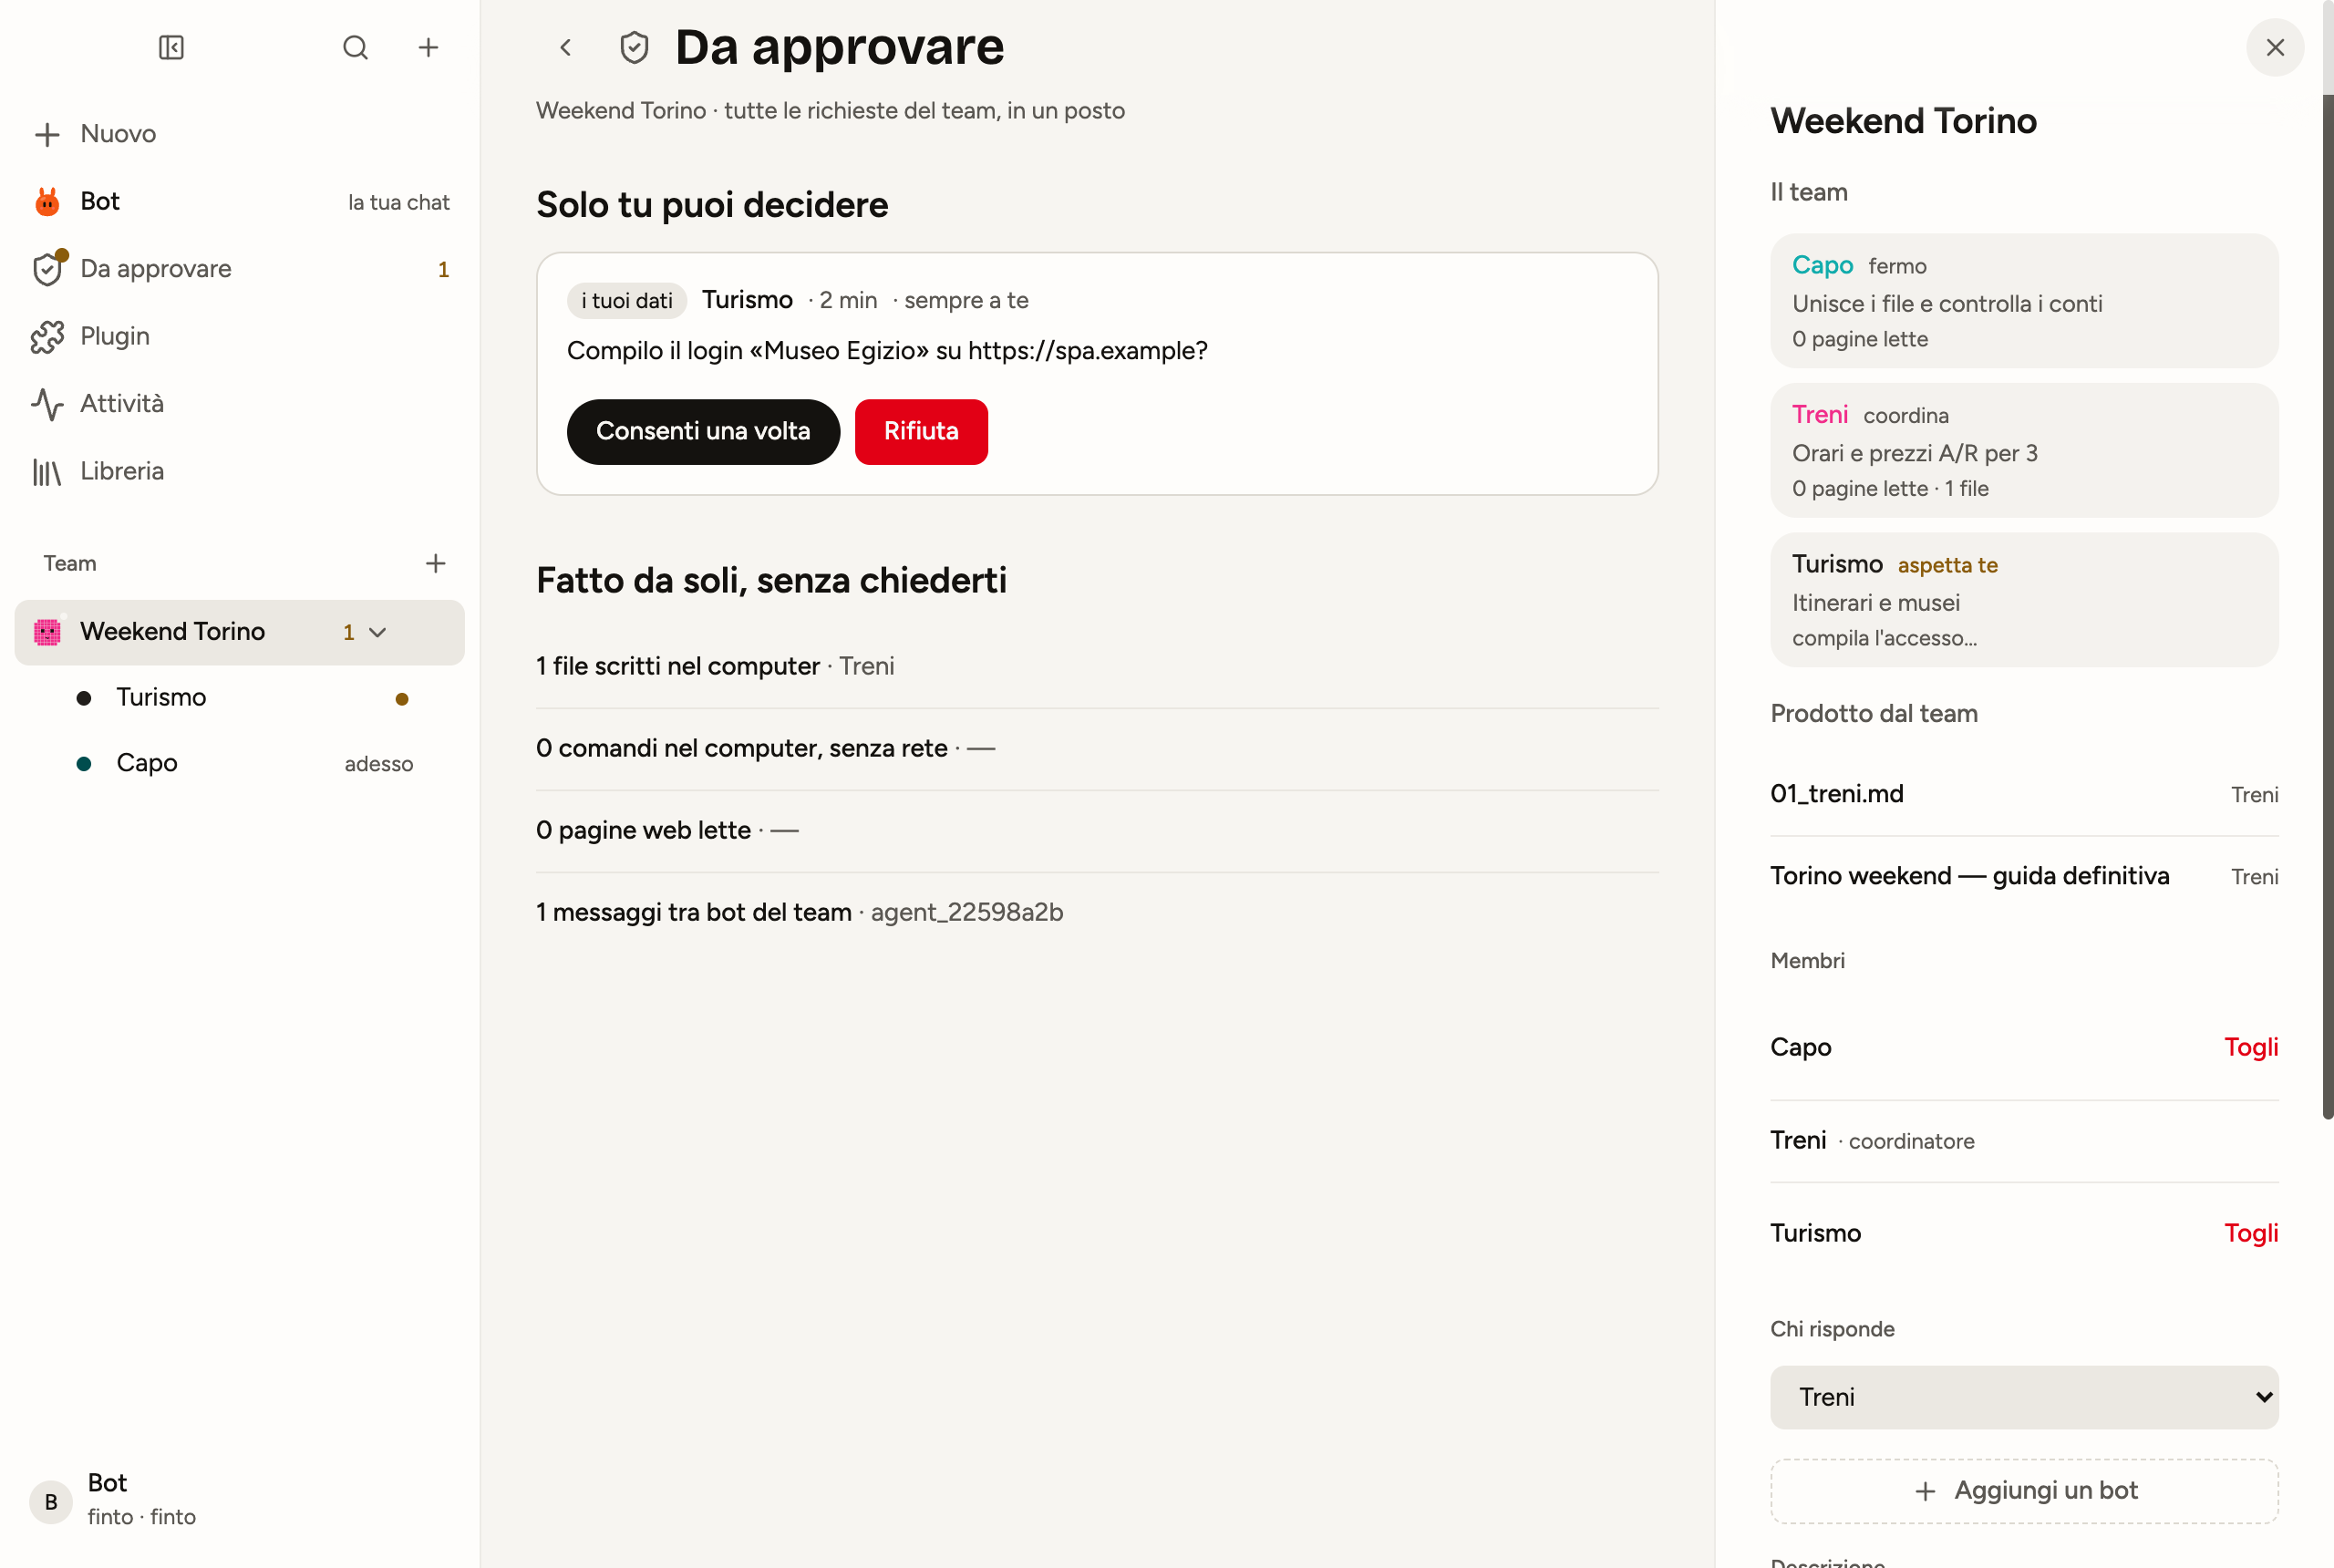 Nuovo
Bot la tua chat
Da approvare 1
Plugin
Attività
Libreria
Team
Weekend Torino 1
Turismo
Capo adesso
B
Bot
finto · finto
Da approvare
Weekend Torino · tutte le richieste del team, in un posto
Solo tu puoi decidere
i tuoi dati Turismo · 2 min · sempre a te
Compilo il login «Museo Egizio» su https://spa.example?
Consenti una volta Rifiuta
Fatto da soli, senza chiederti
1 file scritti nel computer · Treni
0 comandi nel computer, senza rete · —
0 pagine web lette · —
1 messaggi tra bot del team · agent_22598a2b
Weekend Torino
Il team
Capo fermo
Unisce i file e controlla i conti
0 pagine lette
Treni coordina
Orari e prezzi A/R per 3
0 pagine lette · 1 file
Turismo aspetta te
Itinerari e musei
compila l'accesso...
Prodotto dal team
01_treni.md Treni
Torino weekend — guida definitiva Treni
Membri
Capo Togli
Treni · coordinatore
Turismo Togli
Chi risponde
Treni
Aggiungi un bot
Descrizione